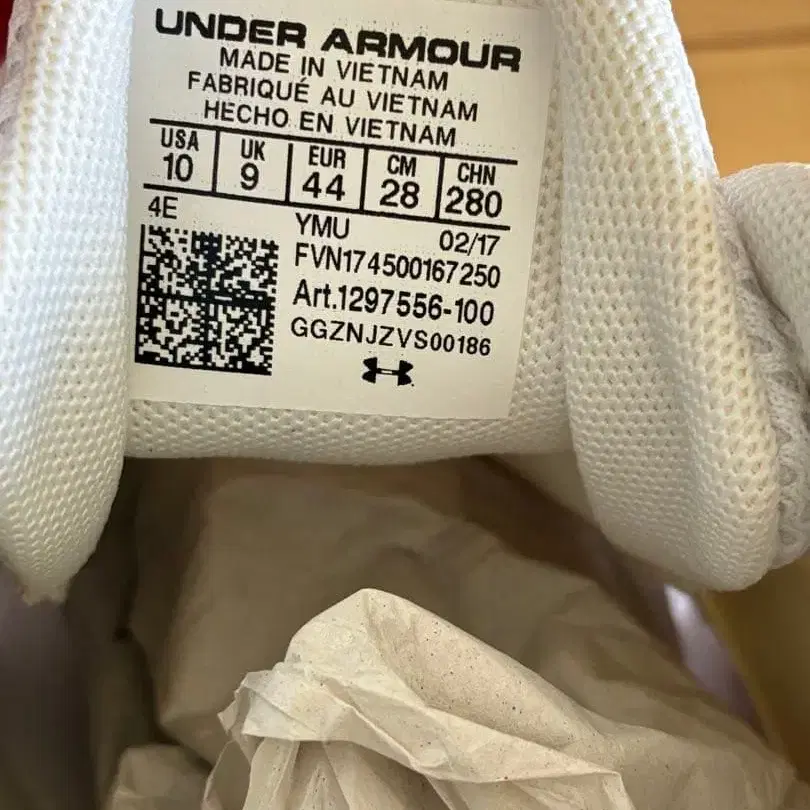 UNDER ARMOUR
MADE IN VIETNAM
FABRIQUÉ AU VIETNAM
HECHO EN VIETNAM
USA UK EUR CM CHN
10 9 44 28 280
4E YMU 02/17
FVN174500167250
Art.1297556-100
GGZNJZVS00186